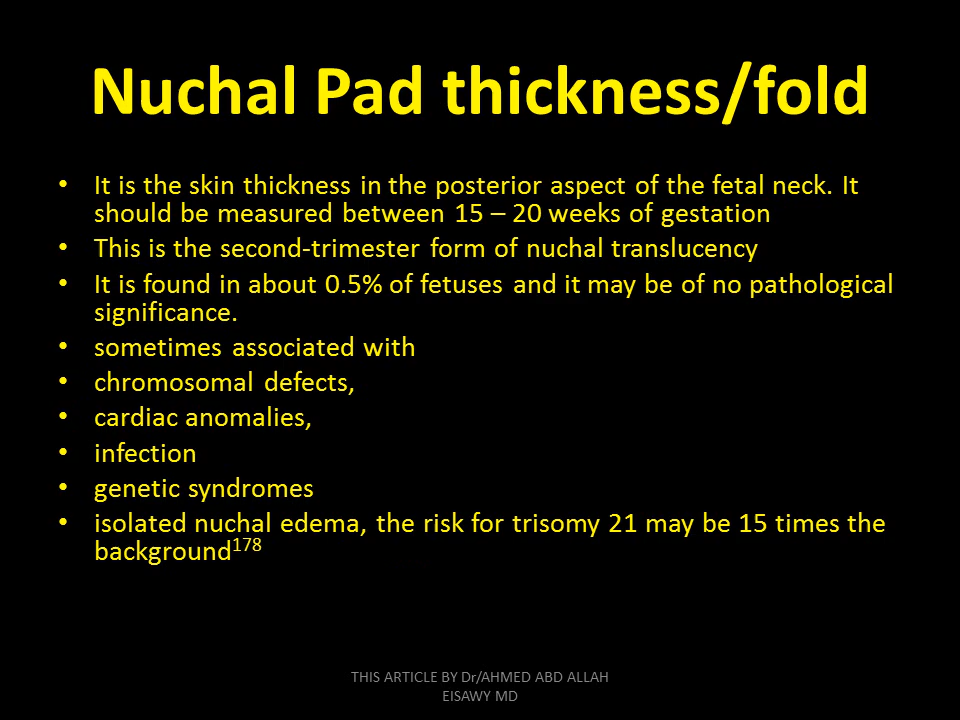 Nuchal Pad thickness/fold
• It is the skin thickness in the posterior aspect of the fetal neck. It
should be measured between 15 – 20 weeks of gestation
• This is the second-trimester form of nuchal translucency
• It is found in about 0.5% of fetuses and it may be of no pathological
significance.
• sometimes associated with
• chromosomal defects,
• cardiac anomalies,
• infection
• genetic syndromes
• isolated nuchal edema, the risk for trisomy 21 may be 15 times the
background178
THIS ARTICLE BY Dr/AHMED ABD ALLAH
EISAWY MD